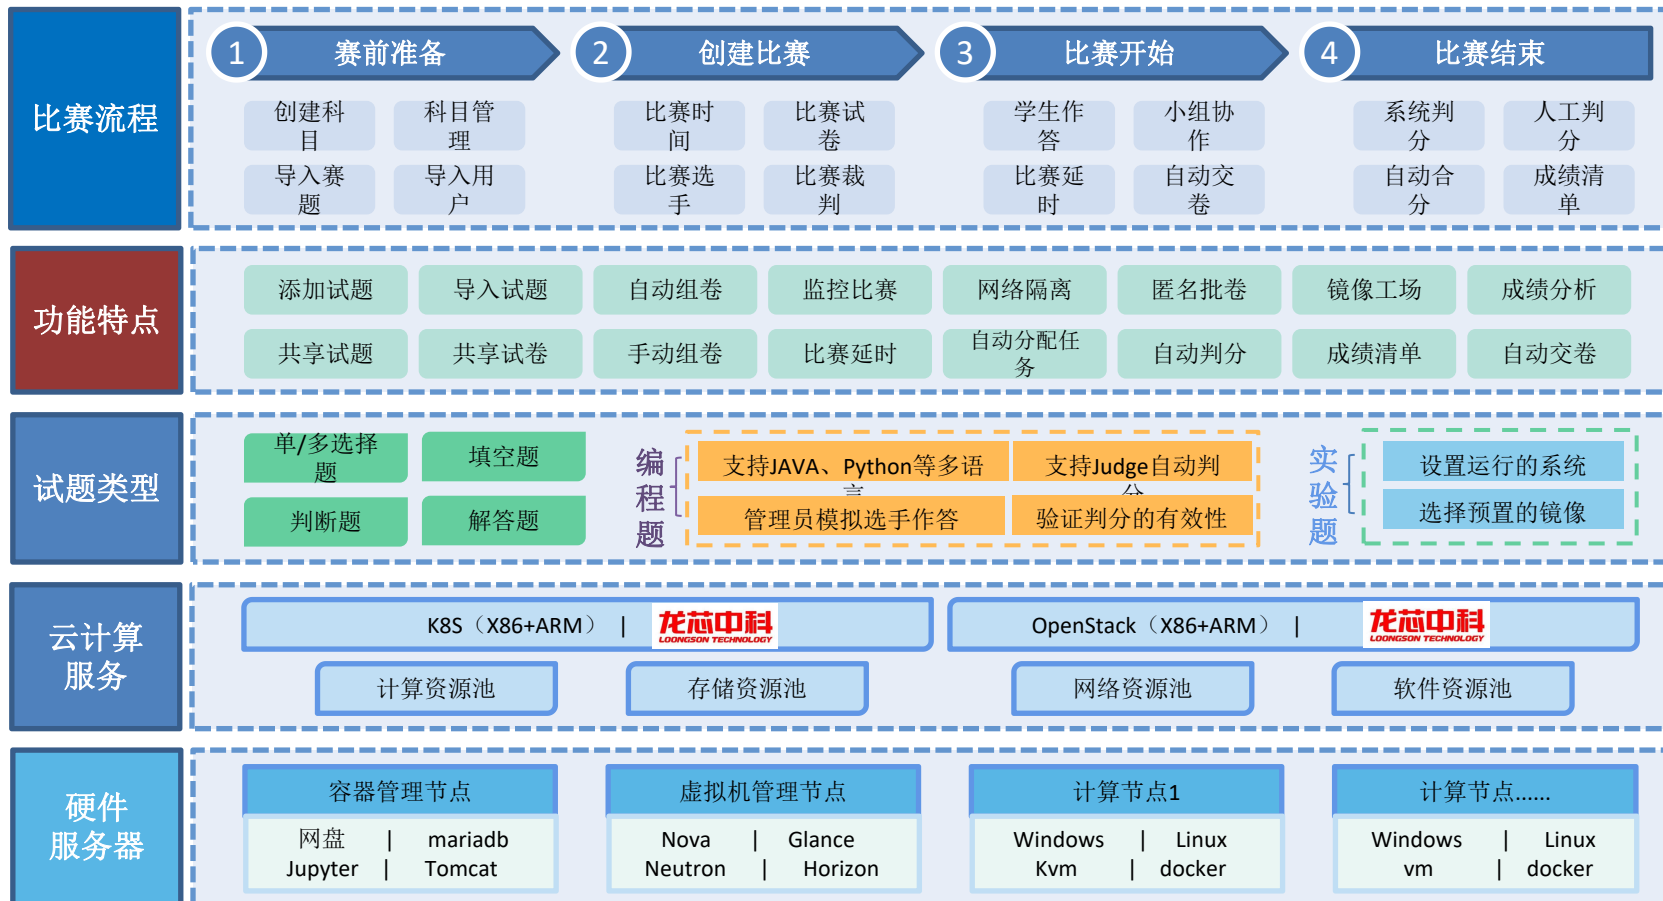 比赛流程
1 赛前准备
2 创建比赛
3 比赛开始
4 比赛结束
创建科
目
科目管
理
导入赛
题
导入用
户
比赛时
间
比赛试
卷
比赛选
手
比赛裁
判
学生作
答
小组协
作
比赛延
时
自动交
卷
系统判
分
人工判
分
自动合
分
成绩清
单
功能特点
添加试题
导入试题
自动组卷
监控比赛
网络隔离
匿名批卷
镜像工场
成绩分析
共享试题
共享试卷
手动组卷
比赛延时
自动分配任
务
自动判分
成绩清单
自动交卷
试题类型
单/多选择
题
填空题
判断题
解答题
编
程
题
支持JAVA、Python等多语
言
支持Judge自动判
分
管理员模拟选手作答
验证判分的有效性
实
验
题
设置运行的系统
选择预置的镜像
云计算
服务
K8S（X86+ARM） |
龙芯中科
LOONGSON TECHNOLOGY
OpenStack（X86+ARM） |
龙芯中科
LOONGSON TECHNOLOGY
计算资源池
存储资源池
网络资源池
软件资源池
硬件
服务器
容器管理节点
网盘 | mariadb
Jupyter | Tomcat
虚拟机管理节点
Nova | Glance
Neutron | Horizon
计算节点1
Windows | Linux
Kvm | docker
计算节点......
Windows | Linux
vm | docker